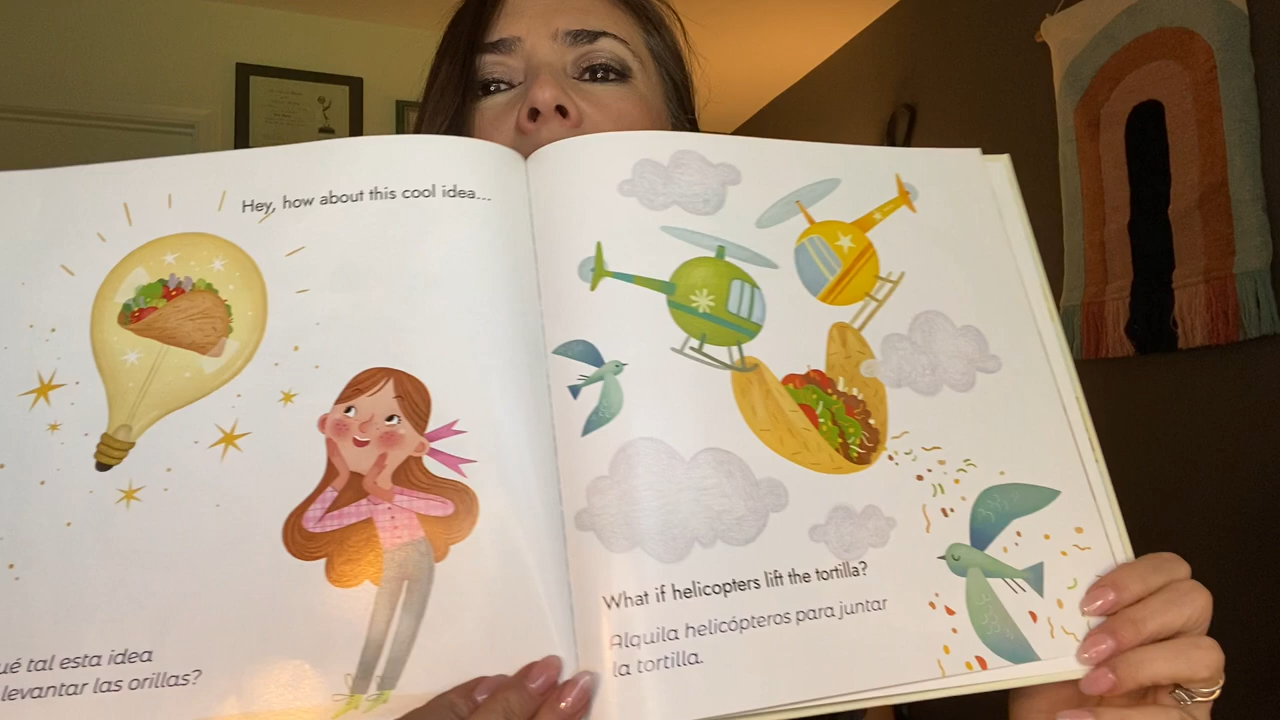 Hey, how about this cool idea...
tal esta idea
levantar las orillas?
What if helicopters lift the tortilla?
Alquila helicópteros para juntar
la tortilla.